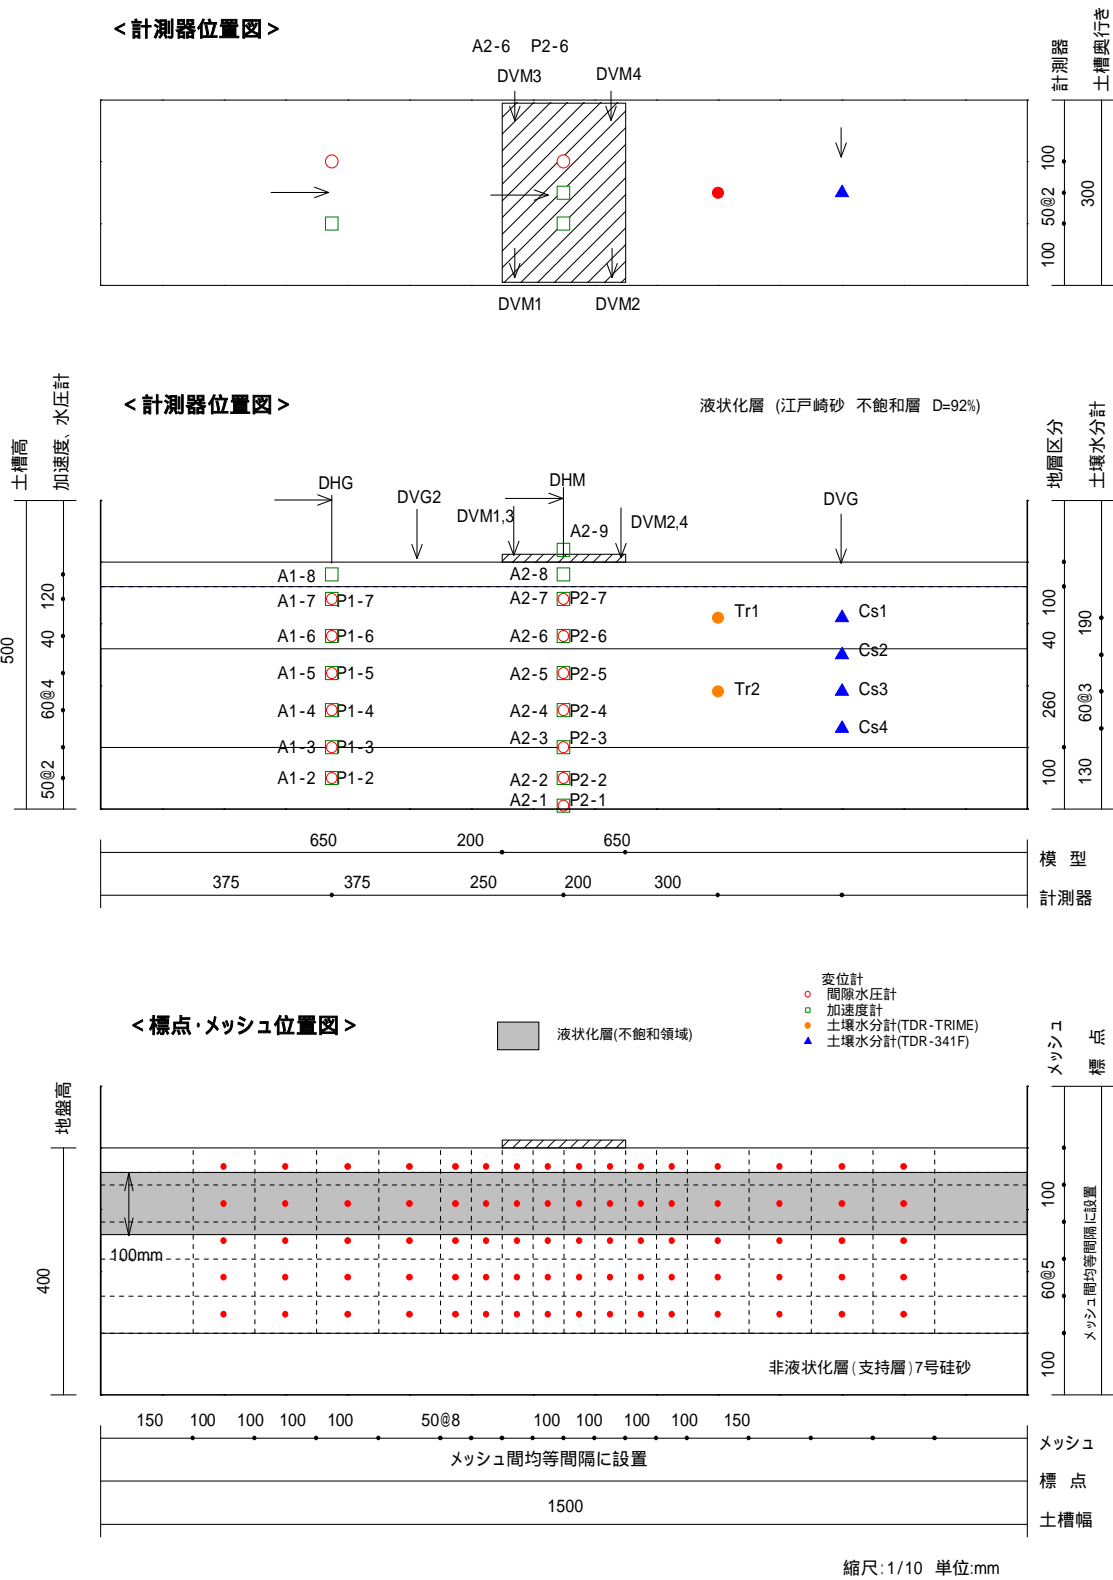 <計測器位置図>
A2-6 P2-6
DVM3 DVM4
計測器
土槽奥行き
100
50@2
100
300
DVM1 DVM2
<計測器位置図>
液状化層 (江戸崎砂 不飽和層 D=92%)
土槽高
加速度、水圧計
地層区分
土壌水分計
DHG DHM
DVG2 DVG
DVM1,3 DVM2,4
A2-9
A1-8 A2-8
A1-7 P1-7 A2-7 P2-7
Tr1 Cs1
A1-6 P1-6 A2-6 P2-6
Cs2
A1-5 P1-5 A2-5 P2-5
Tr2 Cs3
A1-4 P1-4 A2-4 P2-4
Cs4
A1-3 P1-3 A2-3 P2-3
A1-2 P1-2 A2-2 P2-2
A2-1 P2-1
500
120
40
60@4
50@2
100
40
260
100
190
60@3
130
650 200 650
模 型
375 375 250 200 300
計測器
変位計
間隙水圧計
加速度計
土壌水分計(TDR-TRIME)
土壌水分計(TDR-341F)
<標点・メッシュ位置図>
液状化層(不飽和領域)
メッシュ
標 点
地盤高
400
100mm
100
60@5
100
メッシュ間均等間隔に設置
非液状化層(支持層)7号硅砂
150 100 100 100 100 50@8 100 100 100 100 150
メッシュ
メッシュ間均等間隔に設置
標 点
1500
土槽幅
縮尺:1/10 単位:mm